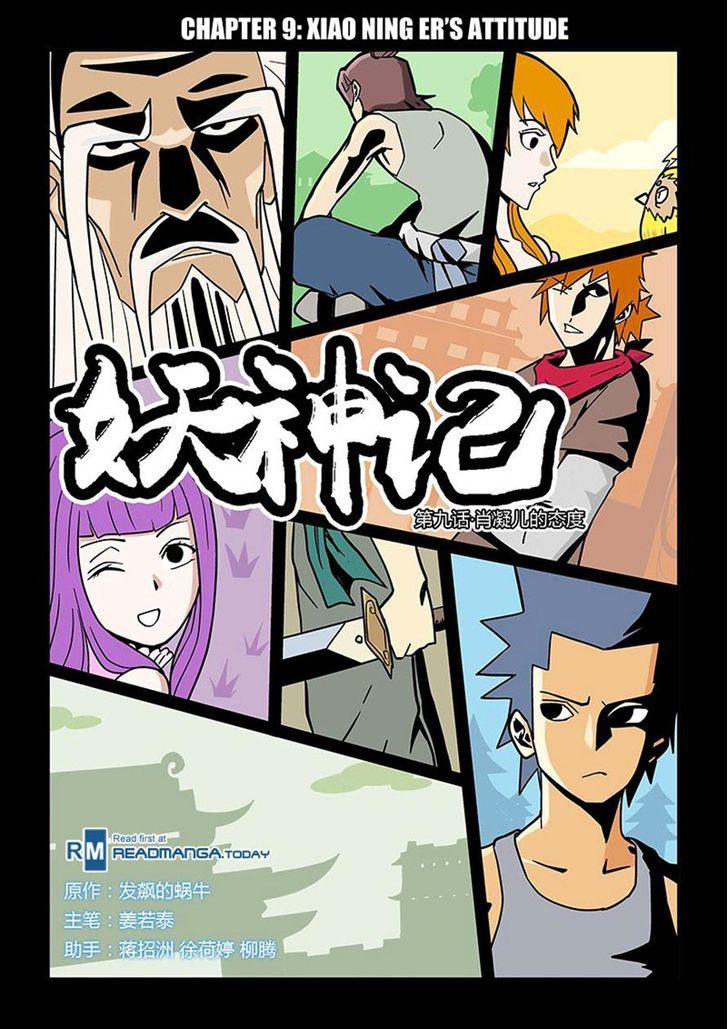 CHAPTER 9: XIAO NING ER'S ATTITUDE
妖神记
第九话·肖凝儿的态度
Read first at
RM READMANGA.TODAY
原作：发飙的蜗牛
主笔：姜若泰
助手：蒋招洲 徐荷婷 柳腾